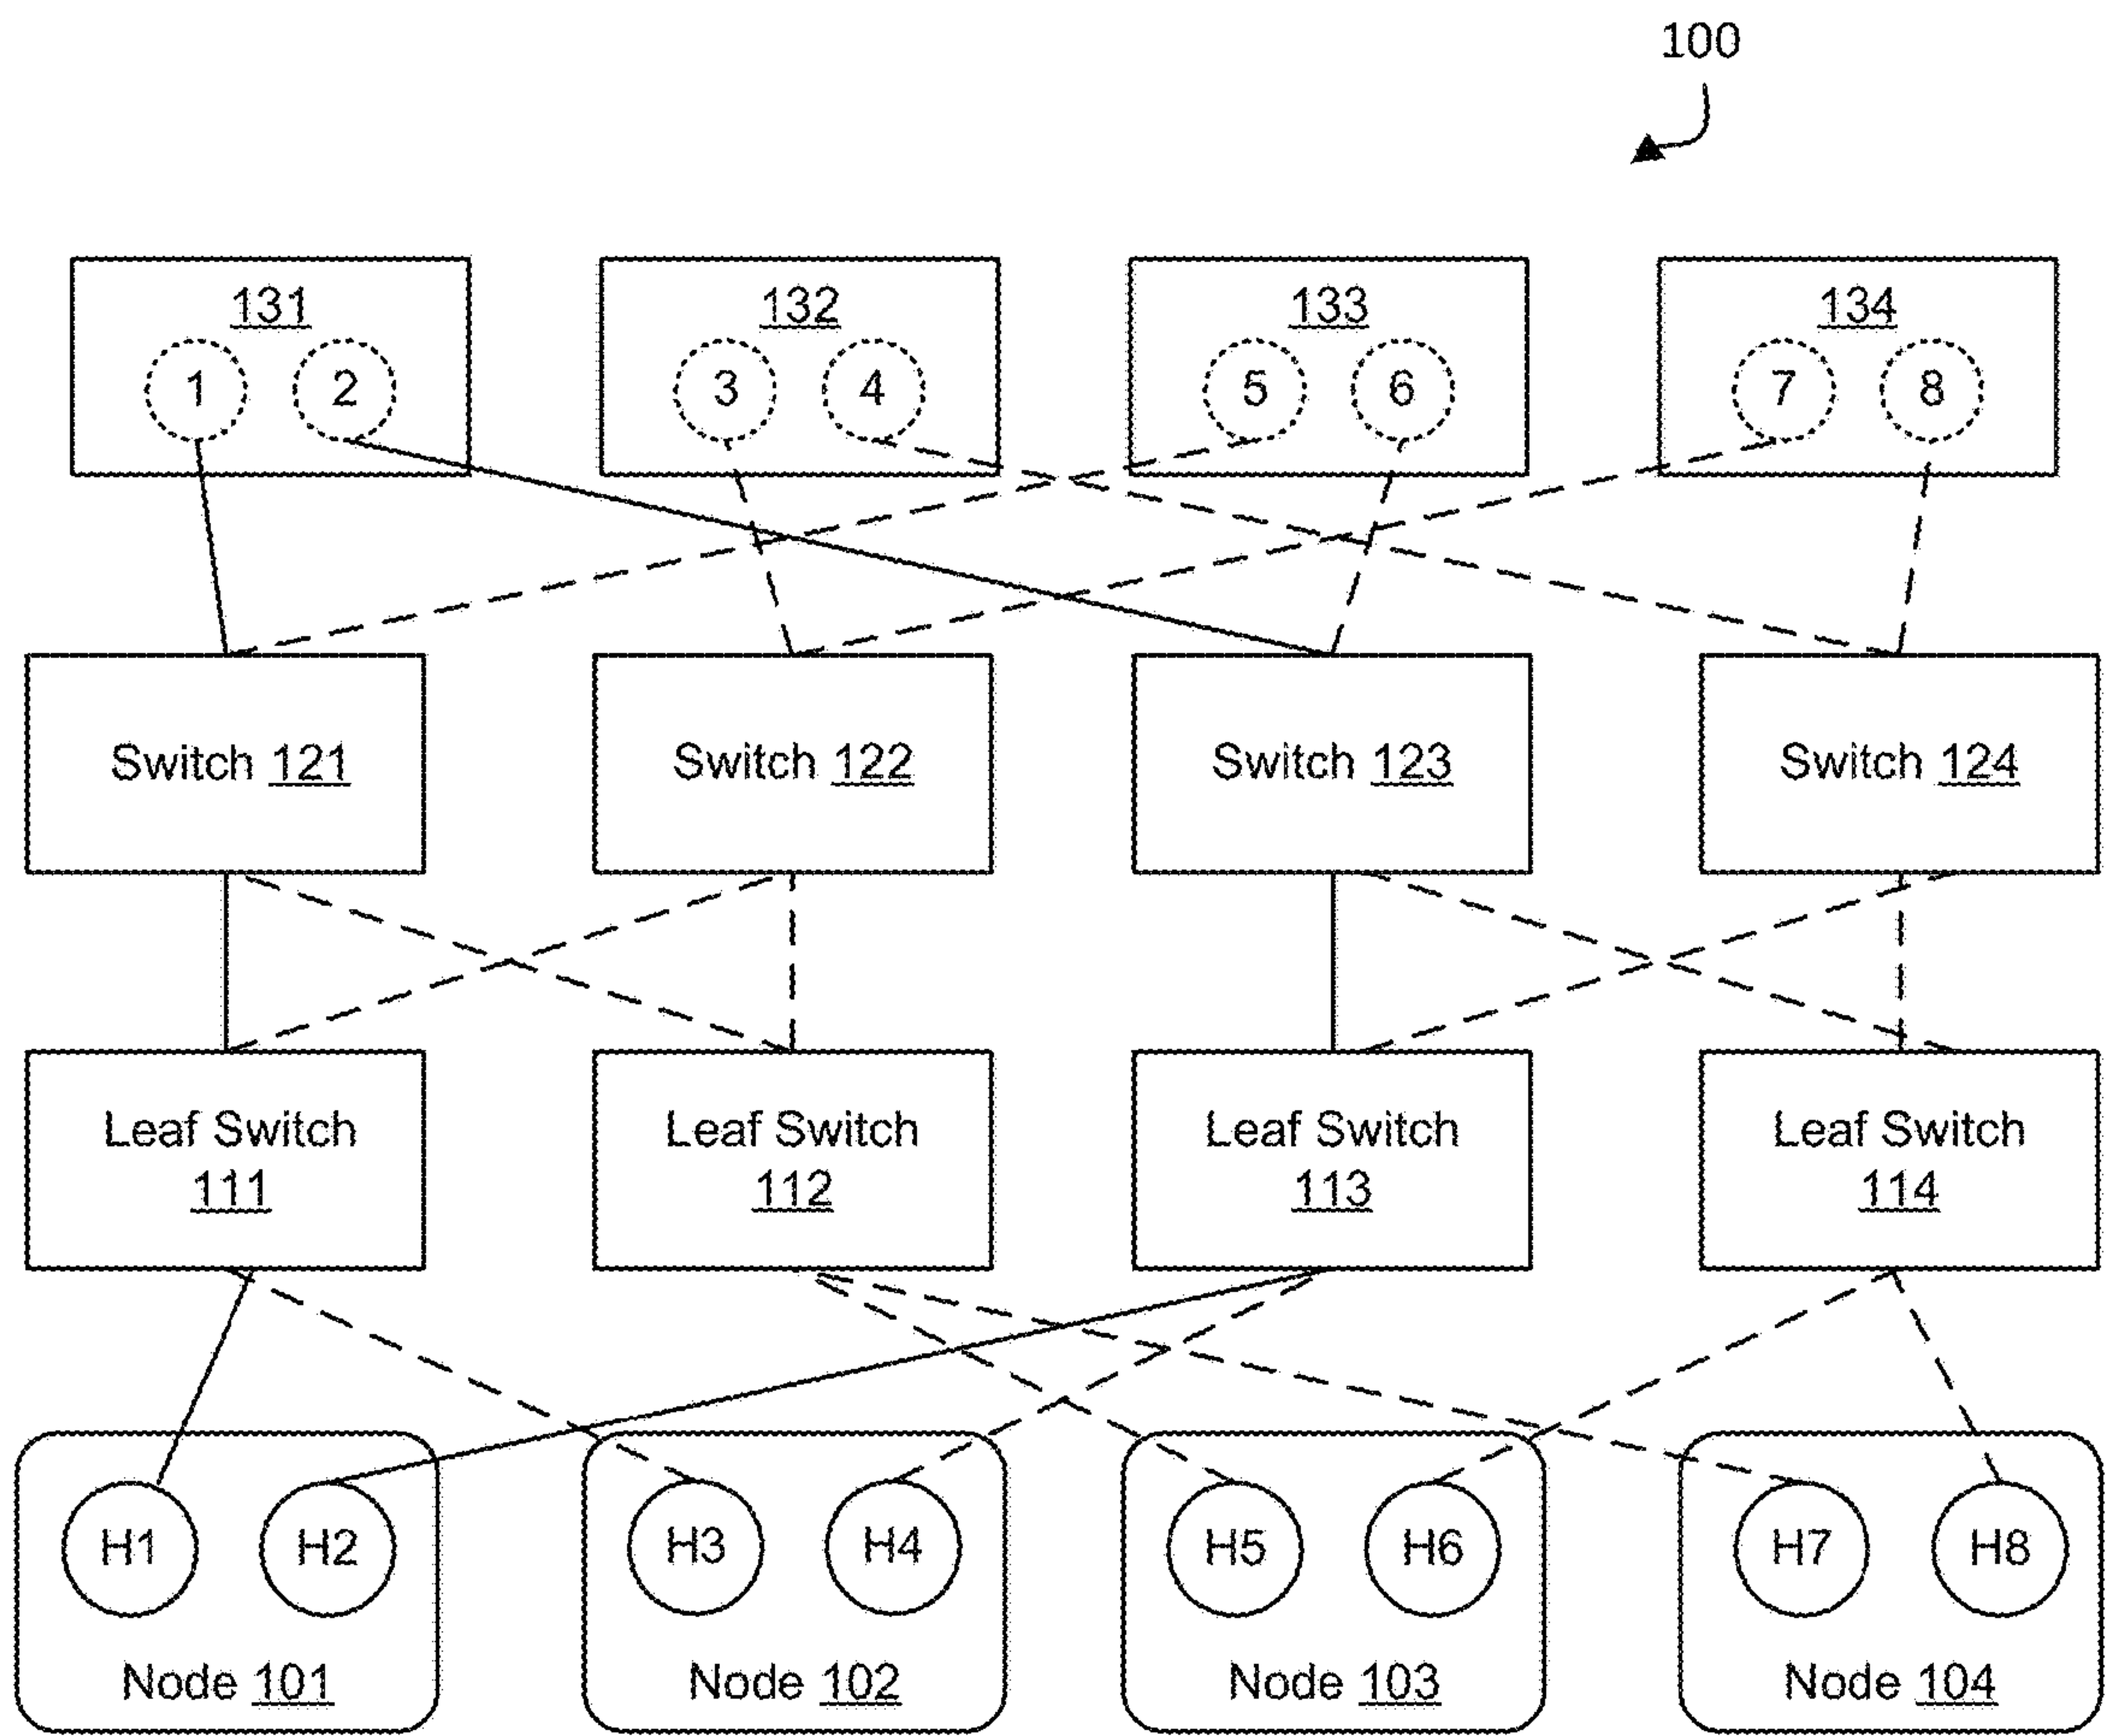 100
131
132
133
134
1
2
3
4
5
6
7
8
Switch 121
Switch 122
Switch 123
Switch 124
Leaf Switch
111
Leaf Switch
112
Leaf Switch
113
Leaf Switch
114
H1
H2
H3
H4
H5
H6
H7
H8
Node 101
Node 102
Node 103
Node 104